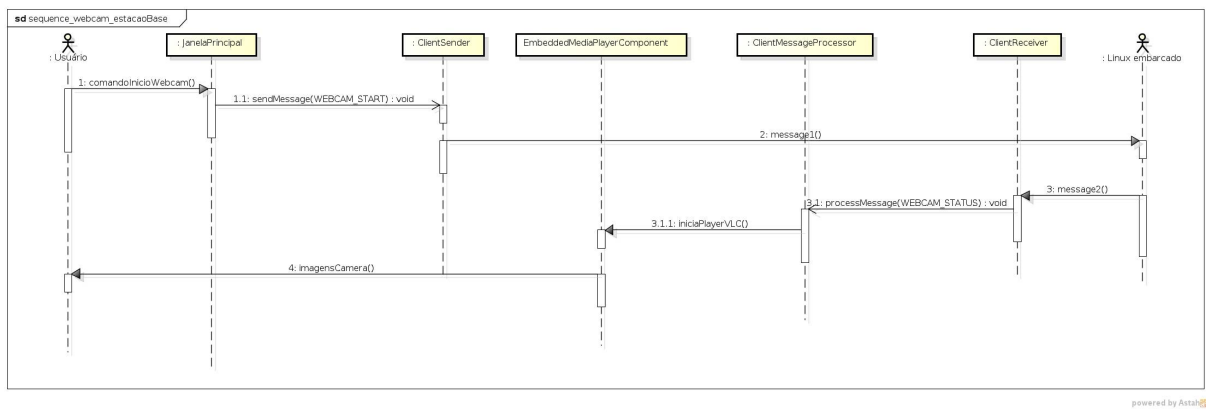 sd sequence_webcam_estacaoBase
: Usuário
: JanelaPrincipal
: ClientSender
EmbeddedMediaPlayerComponent
: ClientMessageProcessor
: ClientReceiver
: Linux embarcado
1: comandoInicioWebcam()
1.1: sendMessage(WEBCAM_START) : void
2: message1()
3: message2()
3.1: processMessage(WEBCAM_STATUS) : void
3.1.1: iniciaPlayerVLC()
4: imagensCamera()
powered by Astah